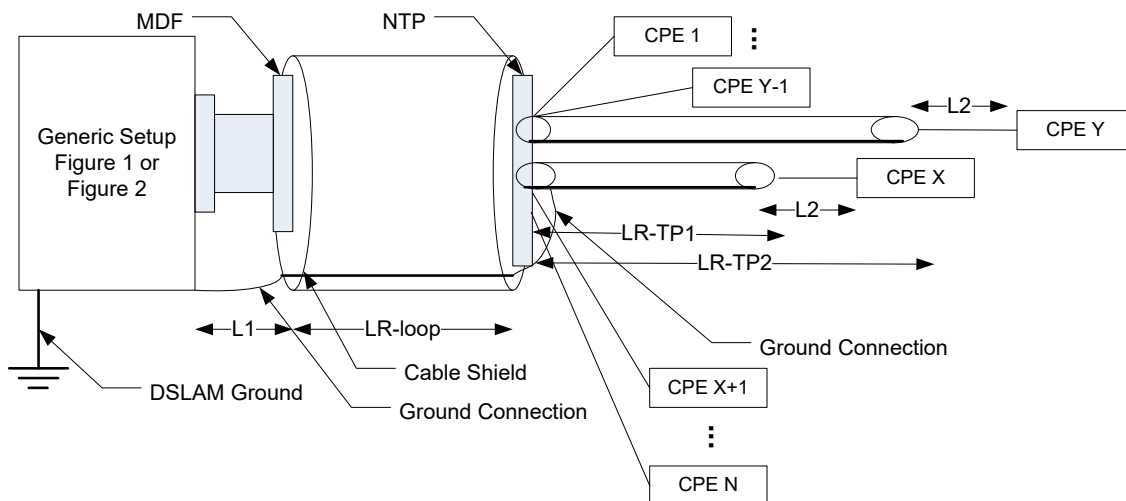 MDF
NTP
CPE 1
⋮
CPE Y-1
L2
CPE Y
Generic Setup
Figure 1 or
Figure 2
CPE X
L2
LR-TP1
LR-TP2
L1
LR-loop
Ground Connection
Cable Shield
DSLAM Ground
Ground Connection
CPE X+1
⋮
CPE N